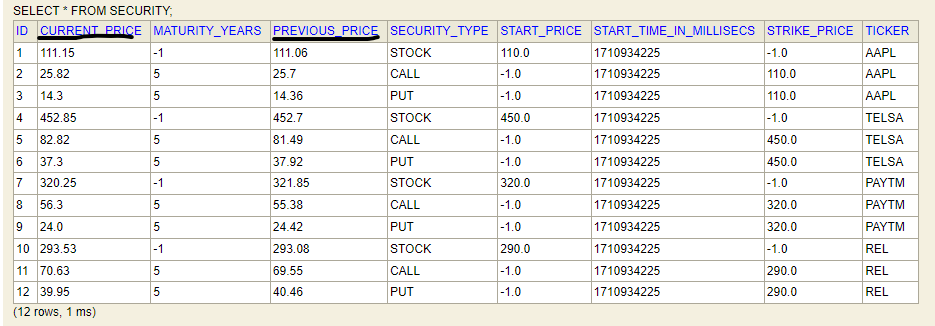 SELECT * FROM SECURITY;
ID CURRENT_PRICE MATURITY_YEARS PREVIOUS_PRICE SECURITY_TYPE START_PRICE START_TIME_IN_MILLISECS STRIKE_PRICE TICKER
1 111.15 -1 111.06 STOCK 110.0 1710934225 -1.0 AAPL
2 25.82 5 25.7 CALL -1.0 1710934225 110.0 AAPL
3 14.3 5 14.36 PUT -1.0 1710934225 110.0 AAPL
4 452.85 -1 452.7 STOCK 450.0 1710934225 -1.0 TELSA
5 82.82 5 81.49 CALL -1.0 1710934225 450.0 TELSA
6 37.3 5 37.92 PUT -1.0 1710934225 450.0 TELSA
7 320.25 -1 321.85 STOCK 320.0 1710934225 -1.0 PAYTM
8 56.3 5 55.38 CALL -1.0 1710934225 320.0 PAYTM
9 24.0 5 24.42 PUT -1.0 1710934225 320.0 PAYTM
10 293.53 -1 293.08 STOCK 290.0 1710934225 -1.0 REL
11 70.63 5 69.55 CALL -1.0 1710934225 290.0 REL
12 39.95 5 40.46 PUT -1.0 1710934225 290.0 REL
(12 rows, 1 ms)